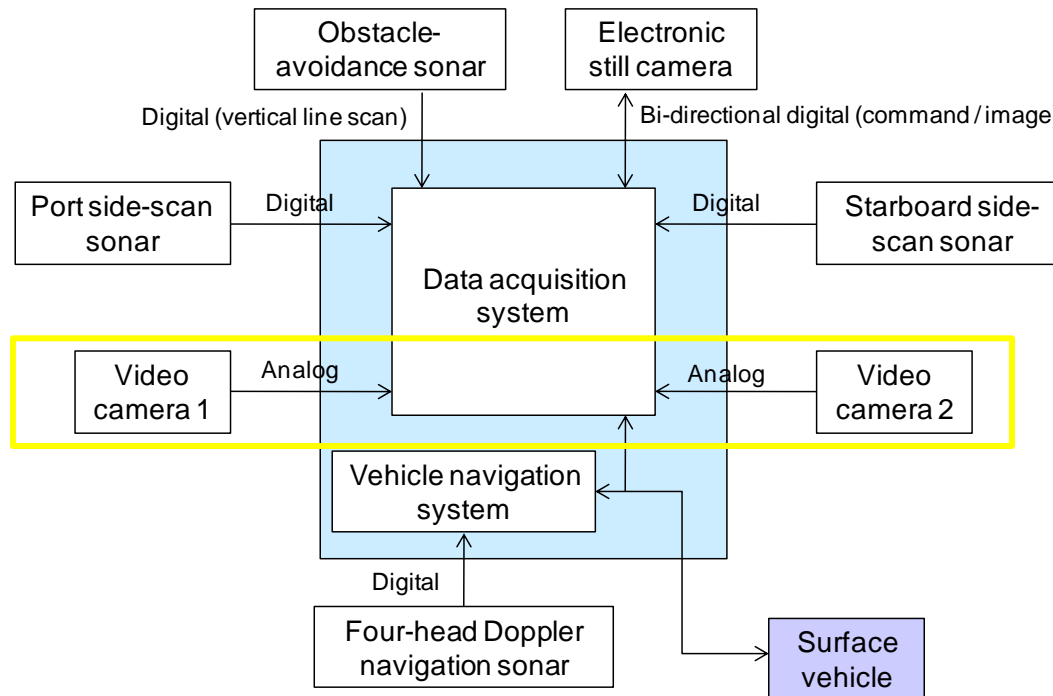 Obstacle-
avoidance sonar
Electronic
still camera
Digital (vertical line scan)
Bi-directional digital (command / image
Port side-scan
sonar
Digital
Digital
Starboard side-
scan sonar
Data acquisition
system
Video
camera 1
Analog
Analog
Video
camera 2
Vehicle navigation
system
Digital
Four-head Doppler
navigation sonar
Surface
vehicle